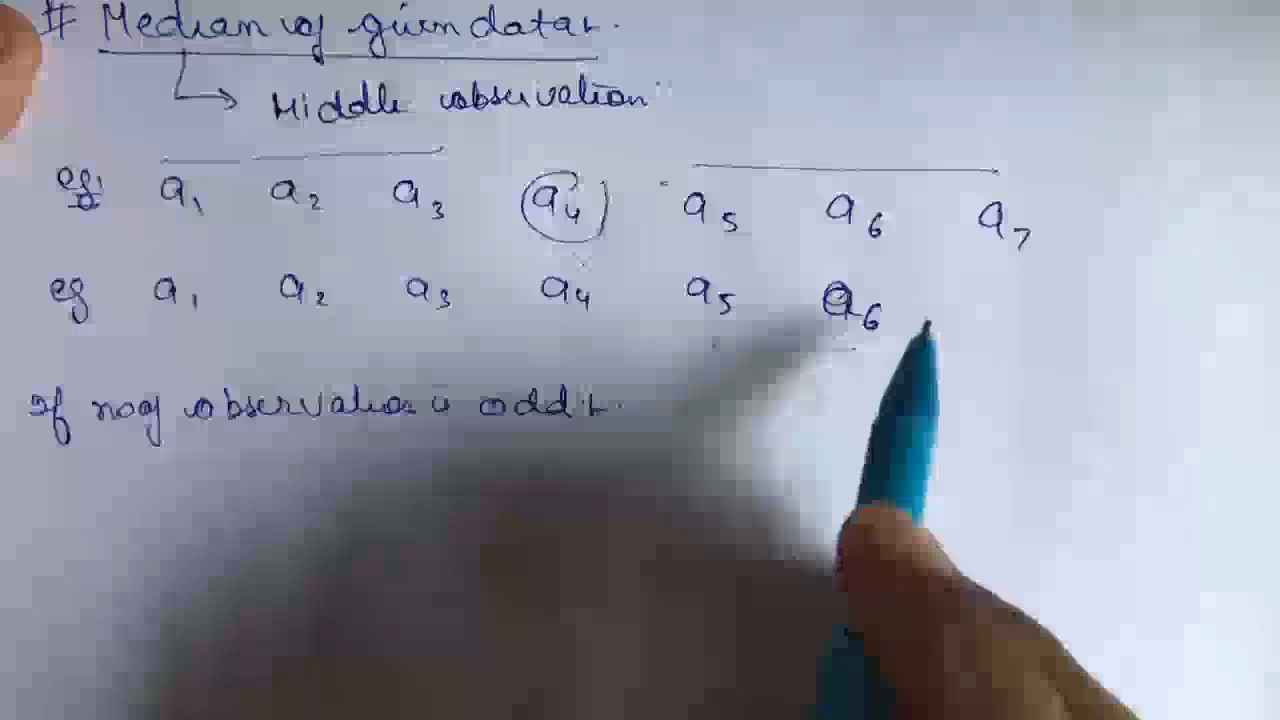 # Median of given data.
↳ Middle observation
eg: a₁ a₂ a₃ a₄ a₅ a₆ a₇
eg a₁ a₂ a₃ a₄ a₅ a₆
If no of observation is odd